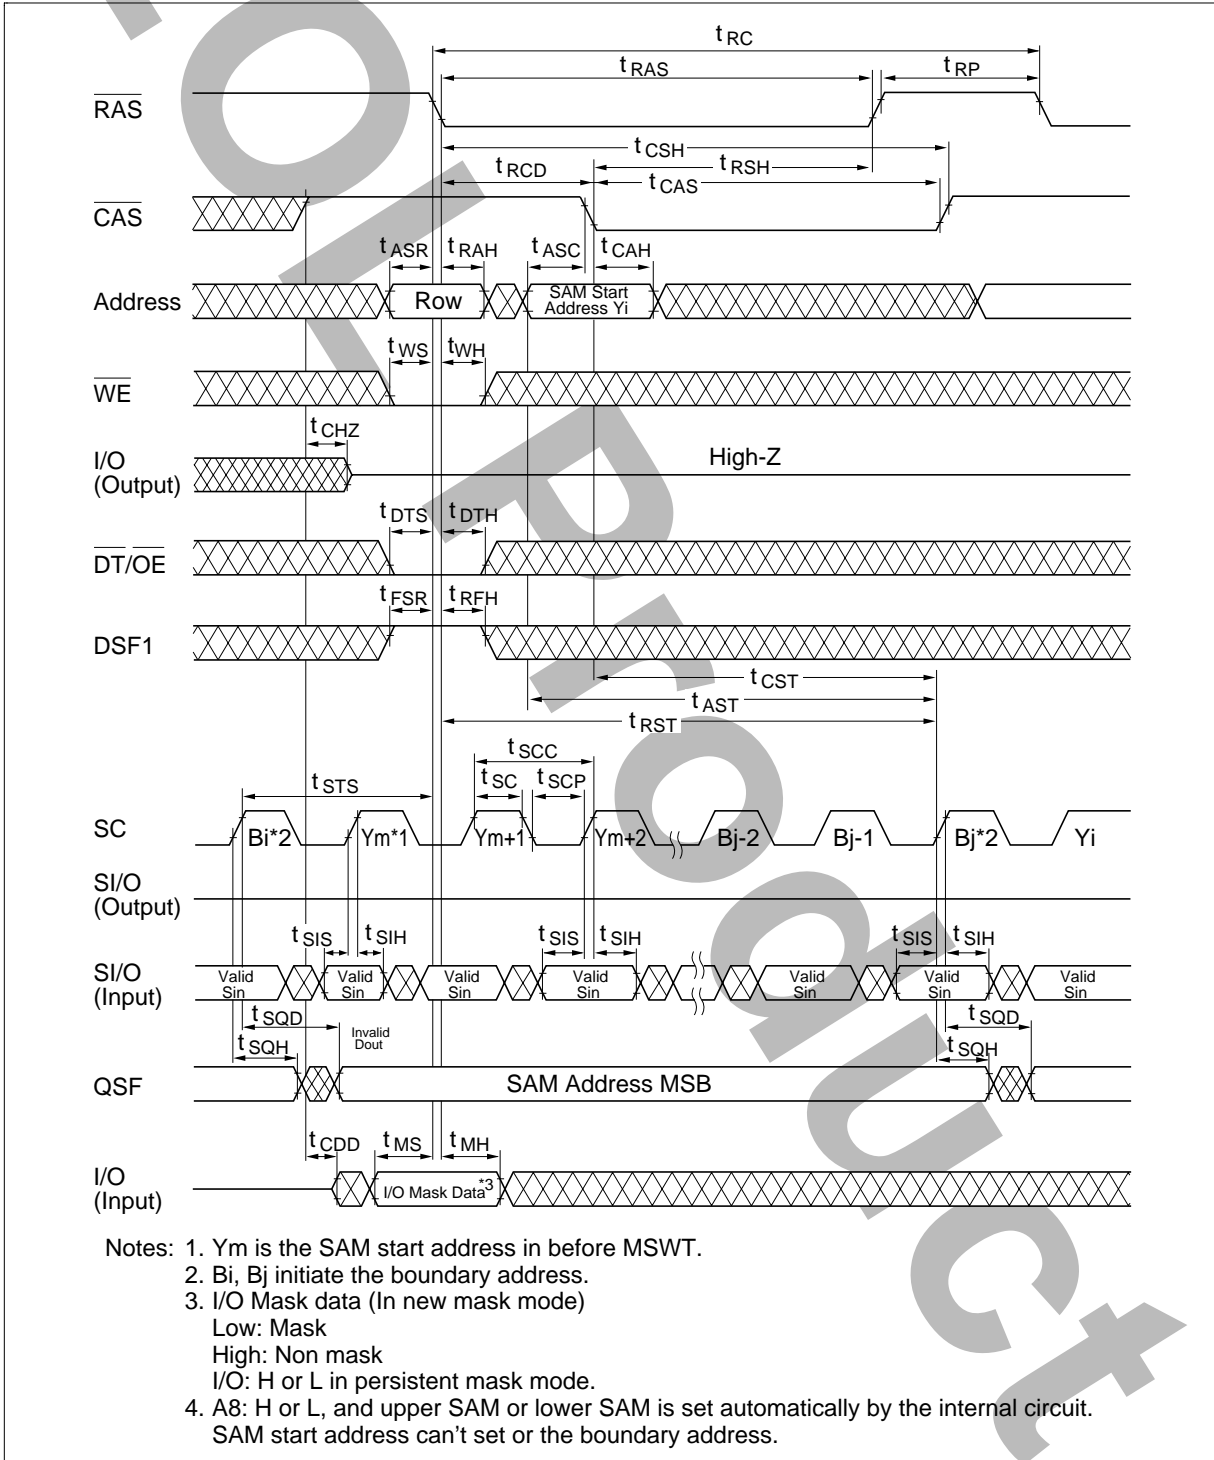 t RC
t RAS
t RP
RAS
t CSH
t RSH
t RCD
t CAS
CAS
t ASR
t RAH
t ASC
t CAH
Address
Row
SAM Start
Address Yi
t WS
t WH
WE
t CHZ
I/O
(Output)
High-Z
t DTS
t DTH
DT/OE
t FSR
t RFH
DSF1
t CST
t AST
t RST
t SCC
t STS
t SC
t SCP
SC
Bi*2
Ym*1
Ym+1
Ym+2
Bj-2
Bj-1
Bj*2
Yi
SI/O
(Output)
t SIS
t SIH
t SIS
t SIH
t SIS
t SIH
SI/O
(Input)
Valid
Sin
Valid
Sin
Valid
Sin
Valid
Sin
Valid
Sin
Valid
Sin
Valid
Sin
t SQD
Invalid
Dout
t SQD
t SQH
t SQH
QSF
SAM Address MSB
t CDD
t MS
t MH
I/O
(Input)
I/O Mask Data*3
Notes: 1. Ym is the SAM start address in before MSWT.
2. Bi, Bj initiate the boundary address.
3. I/O Mask data (In new mask mode)
Low: Mask
High: Non mask
I/O: H or L in persistent mask mode.
4. A8: H or L, and upper SAM or lower SAM is set automatically by the internal circuit.
SAM start address can't set or the boundary address.
OL Product